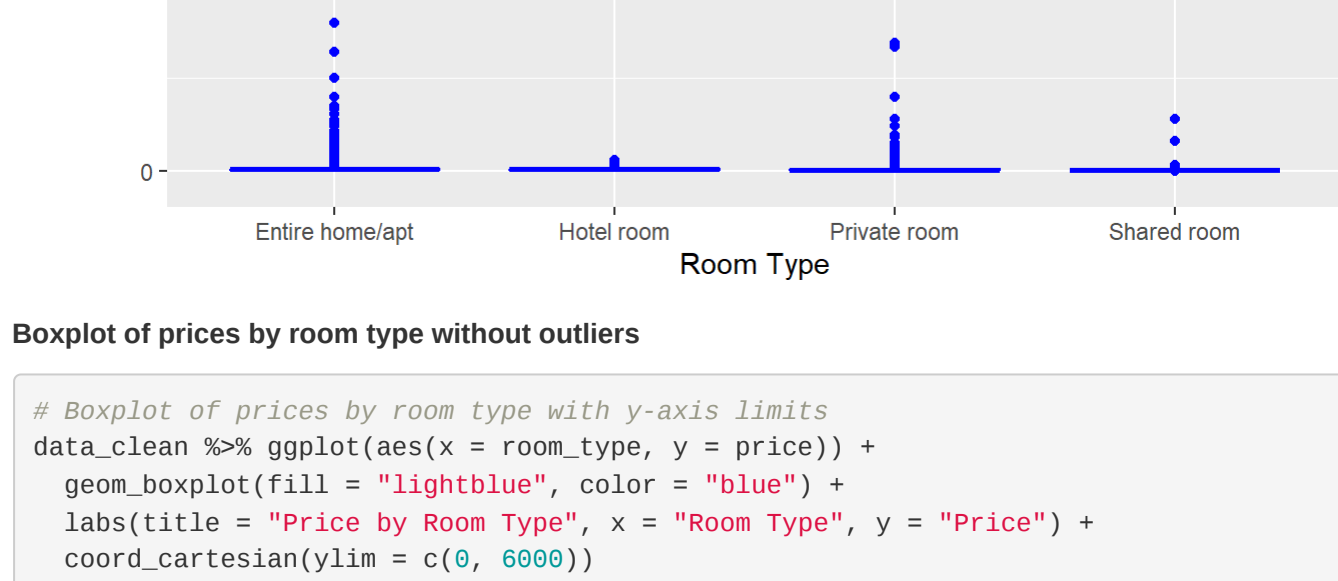 0
Entire home/apt Hotel room Private room Shared room
Room Type
Boxplot of prices by room type without outliers
# Boxplot of prices by room type with y-axis limits
data_clean %>% ggplot(aes(x = room_type, y = price)) +
  geom_boxplot(fill = "lightblue", color = "blue") +
  labs(title = "Price by Room Type", x = "Room Type", y = "Price") +
  coord_cartesian(ylim = c(0, 6000))